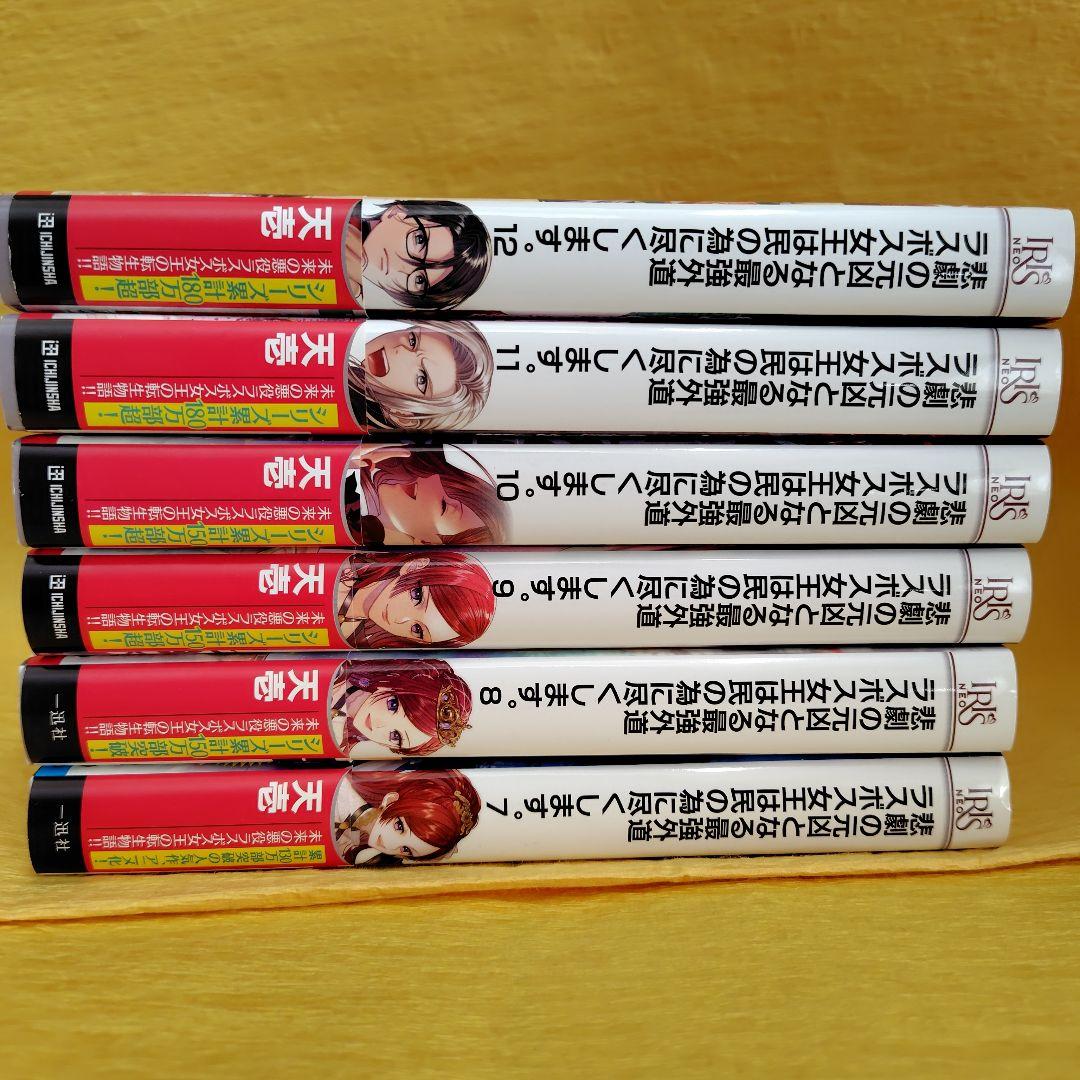 IRIS
NEO
悲劇の元凶となる最強外道
ラスボス女王は民の為に尽くします。12
天壱
未来の悪役ラスボス女王の転生物語!!
シリーズ累計180万部超!
ICHIJINSHA
IRIS
NEO
悲劇の元凶となる最強外道
ラスボス女王は民の為に尽くします。11
天壱
未来の悪役ラスボス女王の転生物語!!
シリーズ累計180万部超!
ICHIJINSHA
IRIS
NEO
悲劇の元凶となる最強外道
ラスボス女王は民の為に尽くします。10
天壱
未来の悪役ラスボス女王の転生物語!!
シリーズ累計150万部超!
ICHIJINSHA
IRIS
NEO
悲劇の元凶となる最強外道
ラスボス女王は民の為に尽くします。9
天壱
未来の悪役ラスボス女王の転生物語!!
シリーズ累計150万部超!
ICHIJINSHA
IRIS
NEO
悲劇の元凶となる最強外道
ラスボス女王は民の為に尽くします。8
天壱
未来の悪役ラスボス女王の転生物語!!
シリーズ累計150万部突破!
一迅社
IRIS
NEO
悲劇の元凶となる最強外道
ラスボス女王は民の為に尽くします。7
天壱
未来の悪役ラスボス女王の転生物語!!
累計130万部突破の人気作、アニメ化!
一迅社